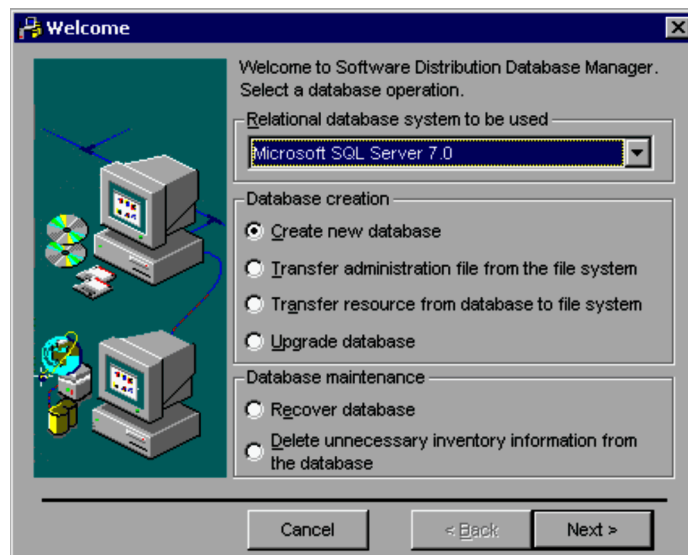 Welcome
Welcome to Software Distribution Database Manager.
Select a database operation.
Relational database system to be used
Microsoft SQL Server 7.0
Database creation
Create new database
Transfer administration file from the file system
Transfer resource from database to file system
Upgrade database
Database maintenance
Recover database
Delete unnecessary inventory information from
the database
Cancel
< Back
Next >